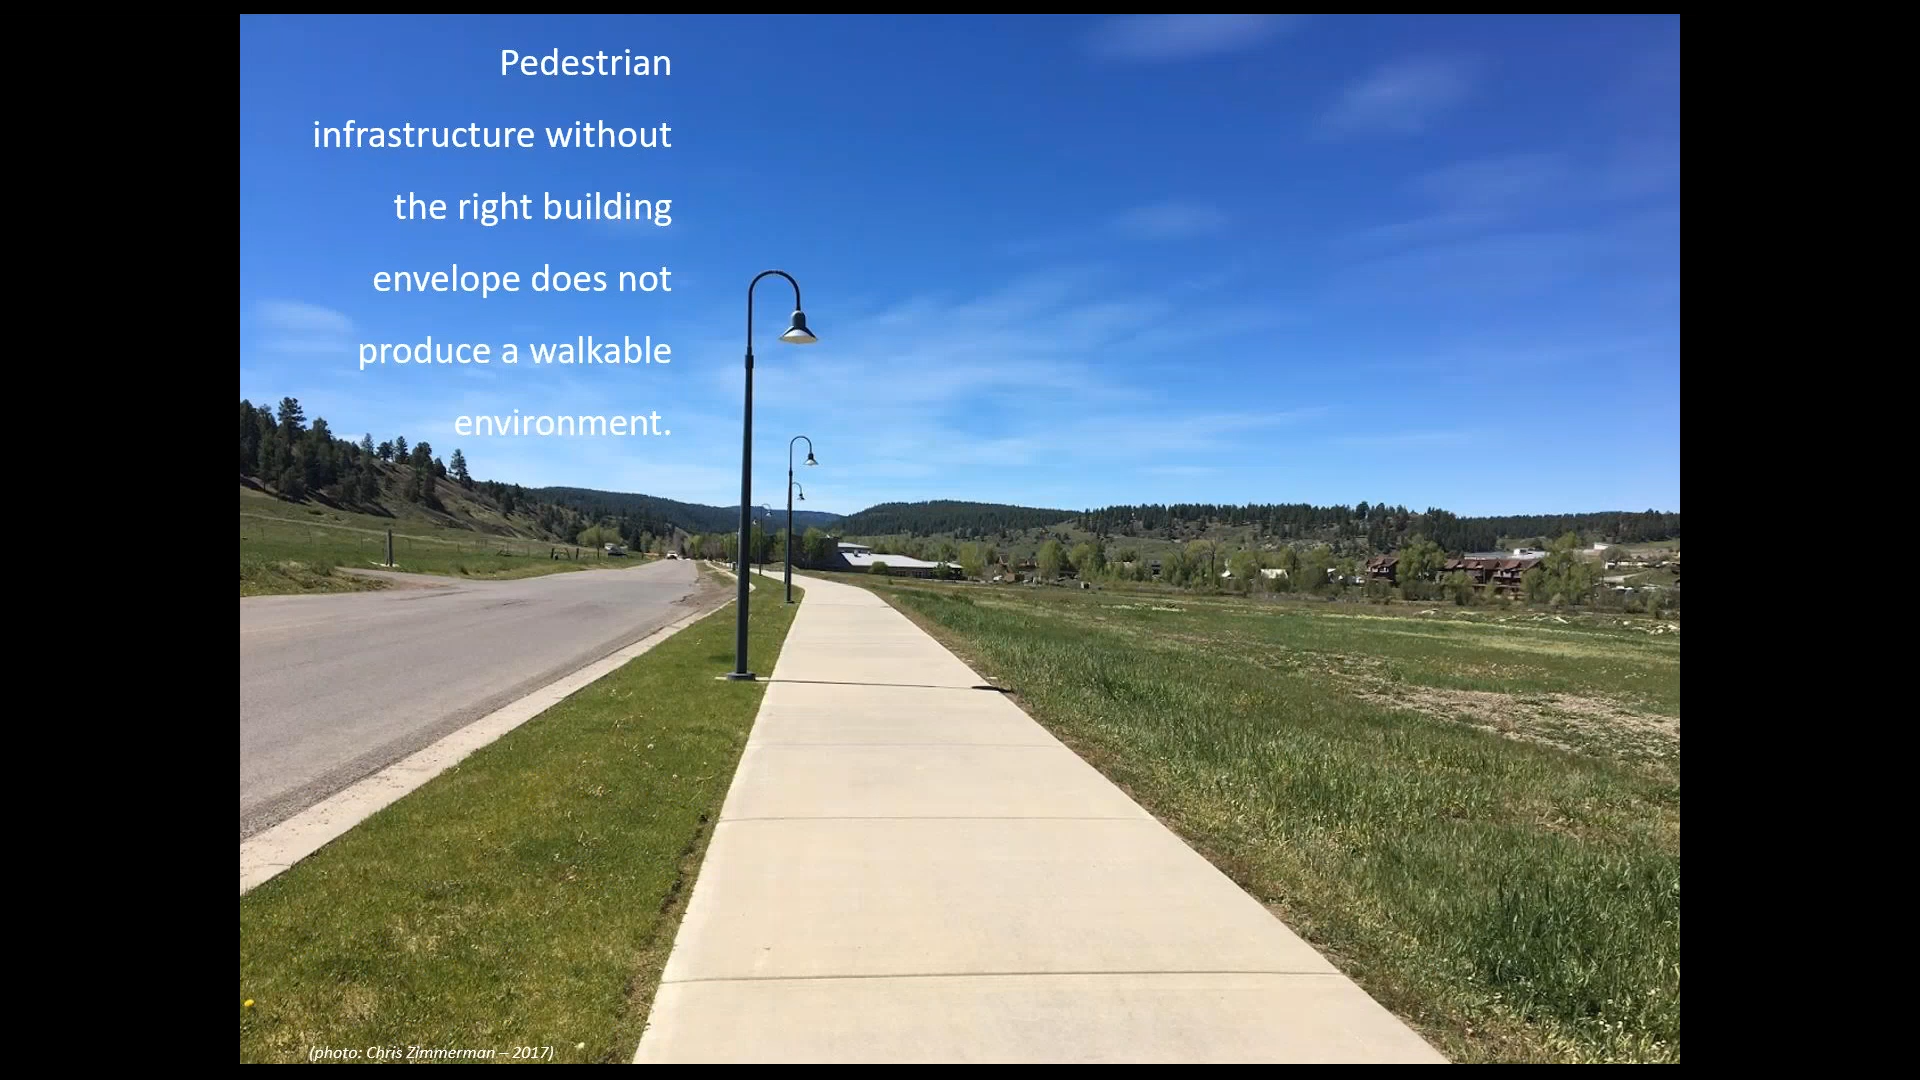 Pedestrian
infrastructure without
the right building
envelope does not
produce a walkable
environment.
(photo: Chris Zimmerman – 2017)